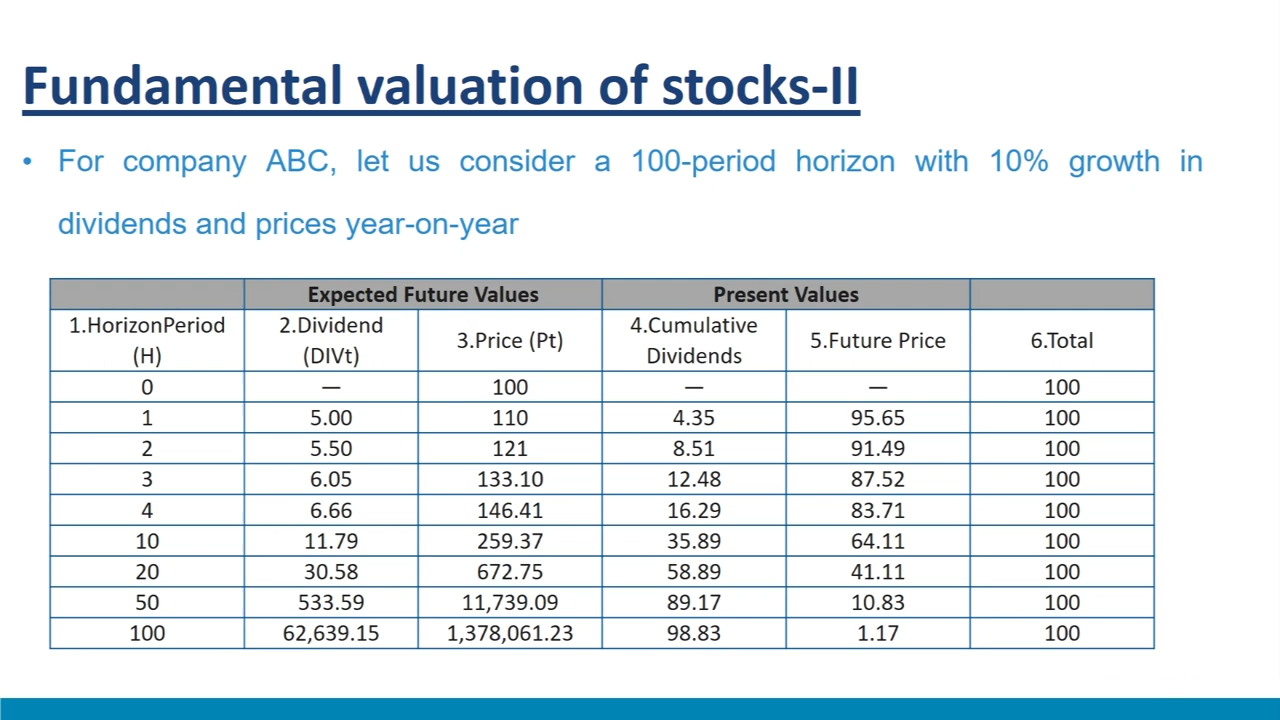 Fundamental valuation of stocks-II
• For company ABC, let us consider a 100-period horizon with 10% growth in
dividends and prices year-on-year
Expected Future Values Present Values
1.HorizonPeriod (H) 2.Dividend (DIVt) 3.Price (Pt) 4.Cumulative Dividends 5.Future Price 6.Total
0 — 100 — — 100
1 5.00 110 4.35 95.65 100
2 5.50 121 8.51 91.49 100
3 6.05 133.10 12.48 87.52 100
4 6.66 146.41 16.29 83.71 100
10 11.79 259.37 35.89 64.11 100
20 30.58 672.75 58.89 41.11 100
50 533.59 11,739.09 89.17 10.83 100
100 62,639.15 1,378,061.23 98.83 1.17 100